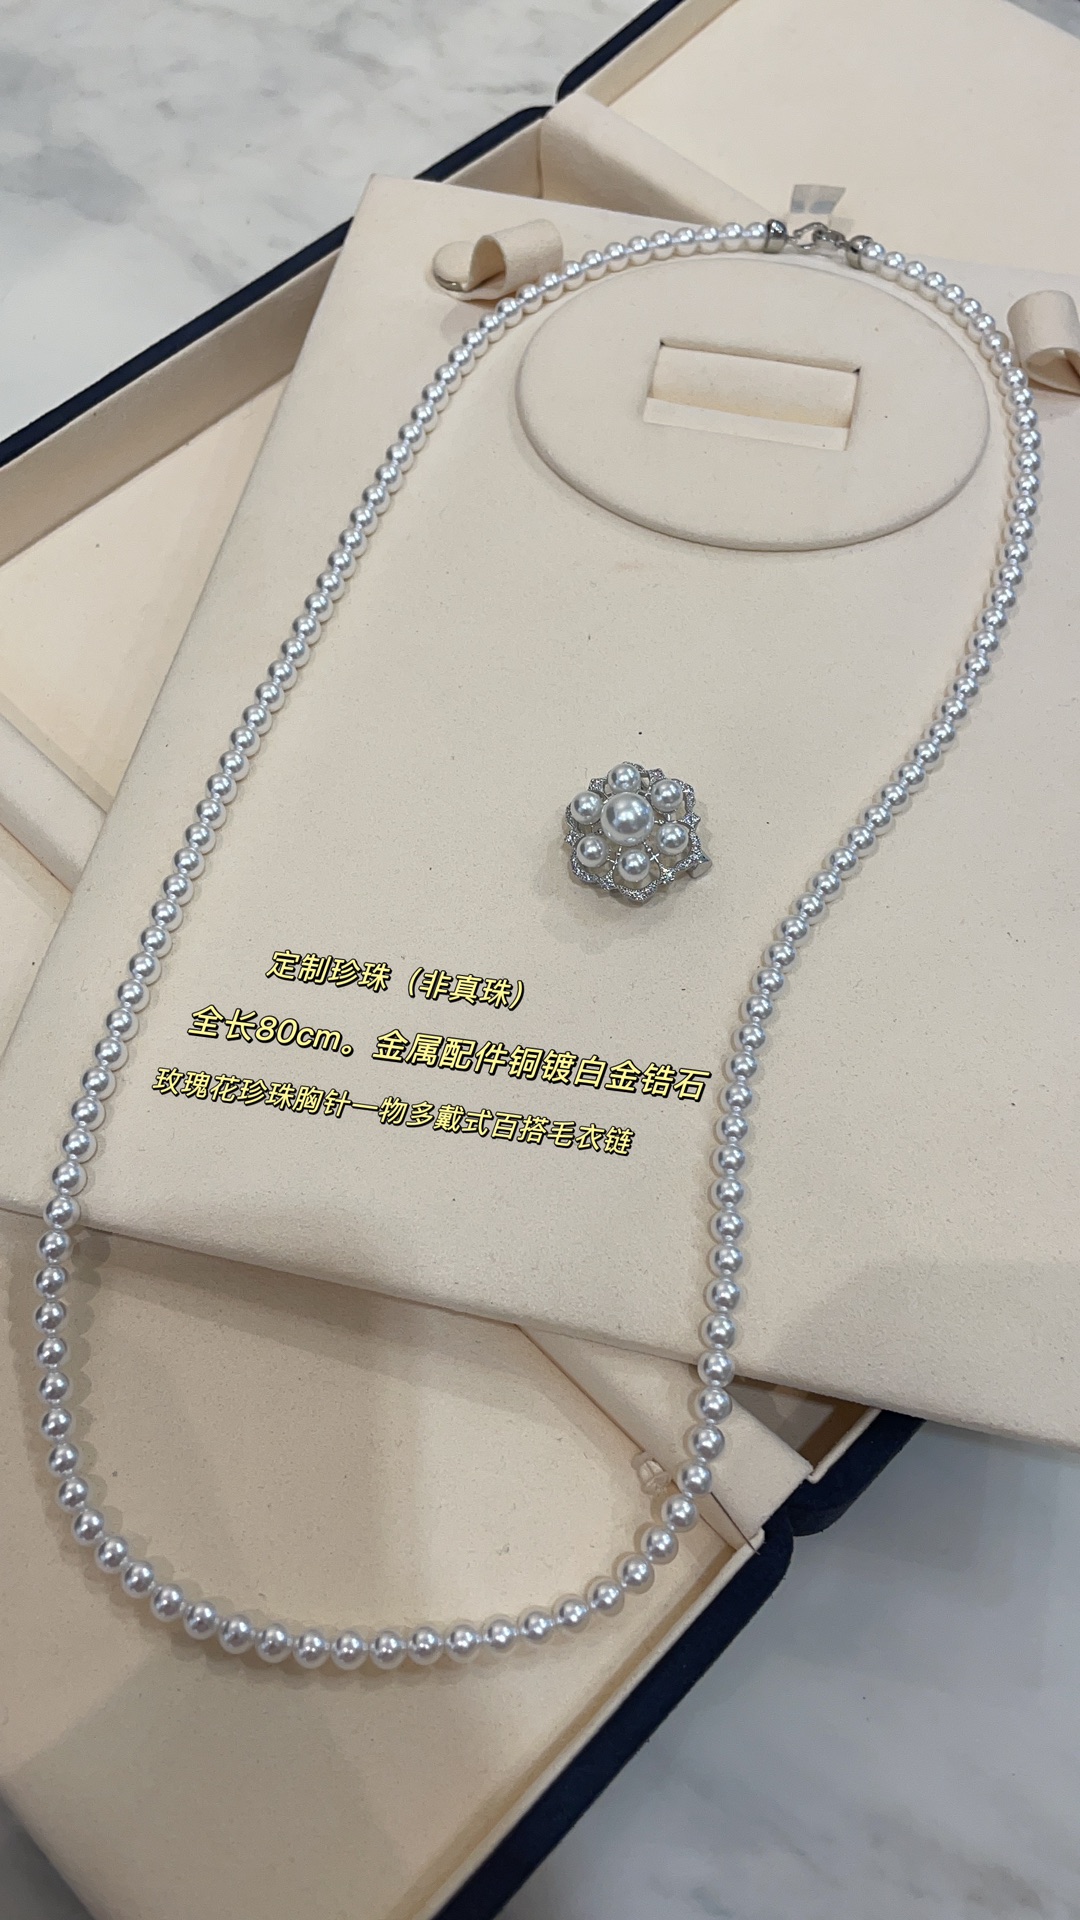 定制珍珠（非真珠）
全长80cm。金属配件铜镀白金锆石
玫瑰花珍珠胸针一物多戴式百搭毛衣链